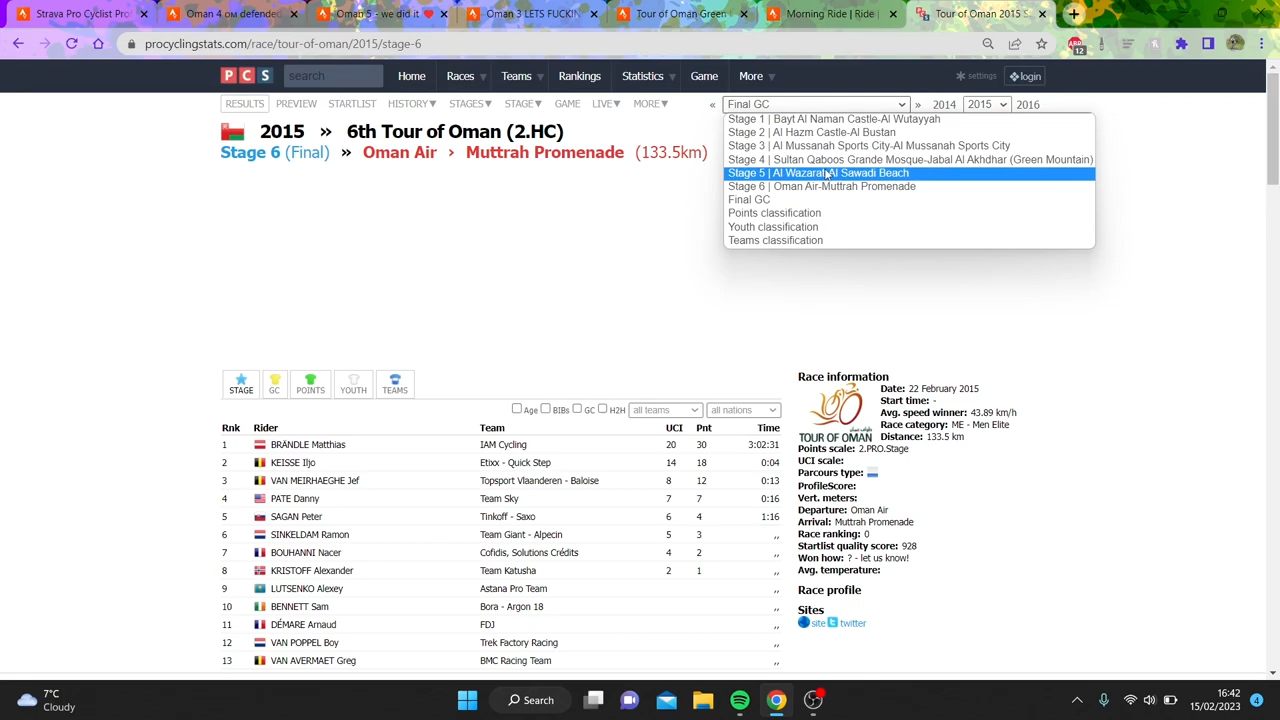 Strava Pro Cyclist Pro
Oman 4 ом defended
Oman 5 - we did it ❤
Oman 3 LETS FUCKIN
Tour of Oman Green
Morning Ride | Ride |
Tour of Oman 2015 S
procyclingstats.com/race/tour-of-oman/2015/stage-6
12
PCS search Home Races ▼ Teams ▼ Rankings Statistics ▼ Game More ▼ settings login
RESULTS PREVIEW STARTLIST HISTORY▼ STAGES▼ STAGE▼ GAME LIVE▼ MORE▼ « Final GC » 2014 2015 2016
2015 » 6th Tour of Oman (2.HC)
Stage 6 (Final) » Oman Air › Muttrah Promenade (133.5km)
Stage 1 | Bayt Al Naman Castle-Al Wutayyah
Stage 2 | Al Hazm Castle-Al Bustan
Stage 3 | Al Mussanah Sports City-Al Mussanah Sports City
Stage 4 | Sultan Qaboos Grande Mosque-Jabal Al Akhdhar (Green Mountain)
Stage 5 | Al Wazarat-Al Sawadi Beach
Stage 6 | Oman Air-Muttrah Promenade
Final GC
Points classification
Youth classification
Teams classification
STAGE GC POINTS YOUTH TEAMS
Age BIBs GC H2H all teams all nations
Rnk Rider Team UCI Pnt Time
1 BRÄNDLE Matthias IAM Cycling 20 30 3:02:31
2 KEISSE Iljo Etixx - Quick Step 14 18 0:04
3 VAN MEIRHAEGHE Jef Topsport Vlaanderen - Baloise 8 12 0:13
4 PATE Danny Team Sky 7 7 0:16
5 SAGAN Peter Tinkoff - Saxo 6 4 1:16
6 SINKELDAM Ramon Team Giant - Alpecin 5 3 ,,
7 BOUHANNI Nacer Cofidis, Solutions Crédits 4 2 ,,
8 KRISTOFF Alexander Team Katusha 2 1 ,,
9 LUTSENKO Alexey Astana Pro Team ,,
10 BENNETT Sam Bora - Argon 18 ,,
11 DÉMARE Arnaud FDJ ,,
12 VAN POPPEL Boy Trek Factory Racing ,,
13 VAN AVERMAET Greg BMC Racing Team ,,
Race information
TOUR OF OMAN
Date: 22 February 2015
Start time: -
Avg. speed winner: 43.89 km/h
Race category: ME - Men Elite
Distance: 133.5 km
Points scale: 2.PRO.Stage
UCI scale:
Parcours type:
ProfileScore:
Vert. meters:
Departure: Oman Air
Arrival: Muttrah Promenade
Race ranking: 0
Startlist quality score: 928
Won how: ? - let us know!
Avg. temperature:
Race profile
Sites
site twitter
7°C
Cloudy
Search
16:42
15/02/2023
4